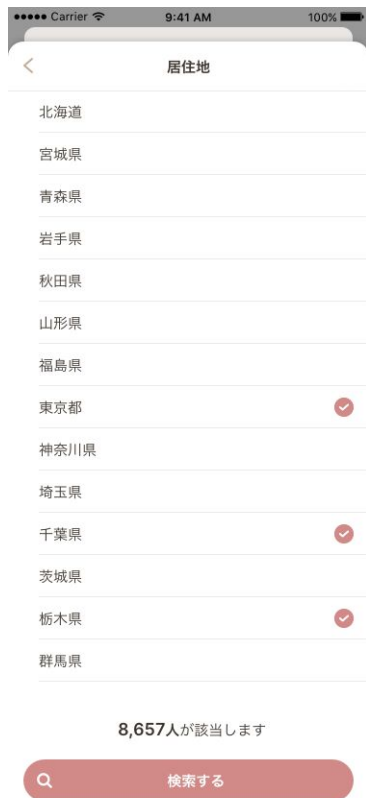 Carrier 9:41 AM 100%
居住地
北海道
宮城県
青森県
岩手県
秋田県
山形県
福島県
東京都
神奈川県
埼玉県
千葉県
茨城県
栃木県
群馬県
8,657人が該当します
検索する